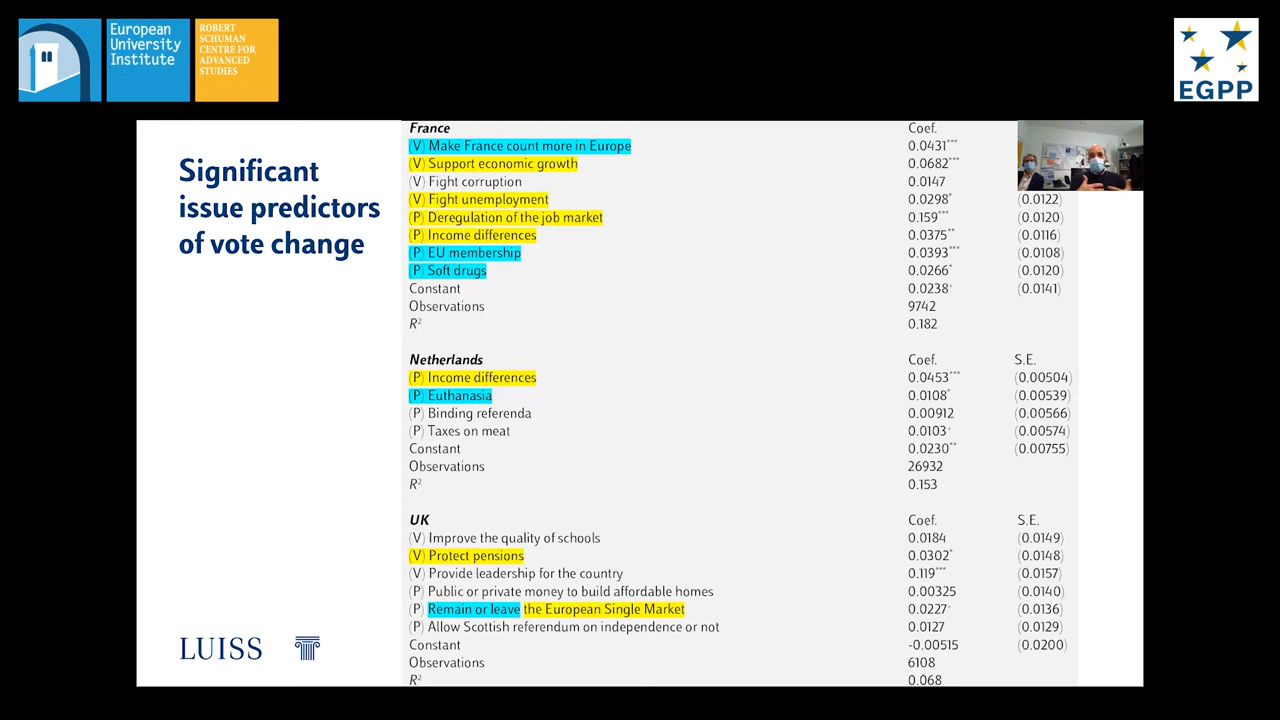 European
University
Institute
ROBERT
SCHUMAN
CENTRE FOR
ADVANCED
STUDIES
EGPP
Significant
issue predictors
of vote change
France Coef.
(V) Make France count more in Europe 0.0431***
(V) Support economic growth 0.0682***
(V) Fight corruption 0.0147
(V) Fight unemployment 0.0298* (0.0122)
(P) Deregulation of the job market 0.159*** (0.0120)
(P) Income differences 0.0375** (0.0116)
(P) EU membership 0.0393*** (0.0108)
(P) Soft drugs 0.0266* (0.0120)
Constant 0.0238+ (0.0141)
Observations 9742
R² 0.182
Netherlands Coef. S.E.
(P) Income differences 0.0453*** (0.00504)
(P) Euthanasia 0.0108* (0.00539)
(P) Binding referenda 0.00912 (0.00566)
(P) Taxes on meat 0.0103+ (0.00574)
Constant 0.0230** (0.00755)
Observations 26932
R² 0.153
UK Coef. S.E.
(V) Improve the quality of schools 0.0184 (0.0149)
(V) Protect pensions 0.0302* (0.0148)
(V) Provide leadership for the country 0.119*** (0.0157)
(P) Public or private money to build affordable homes 0.00325 (0.0140)
(P) Remain or leave the European Single Market 0.0227+ (0.0136)
(P) Allow Scottish referendum on independence or not 0.0127 (0.0129)
Constant -0.00515 (0.0200)
Observations 6108
R² 0.068
LUISS